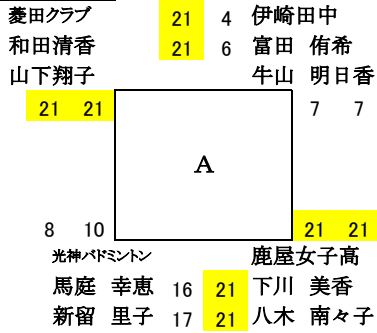 菱田クラブ 21 4 伊崎田中
和田清香 21 6 富田 侑希
山下翔子 牛山 明日香
21 21 7 7
A
8 10 21 21
光神バドミントン 鹿屋女子高
馬庭 幸恵 16 21 下川 美香
新留 里子 17 21 八木 南々子